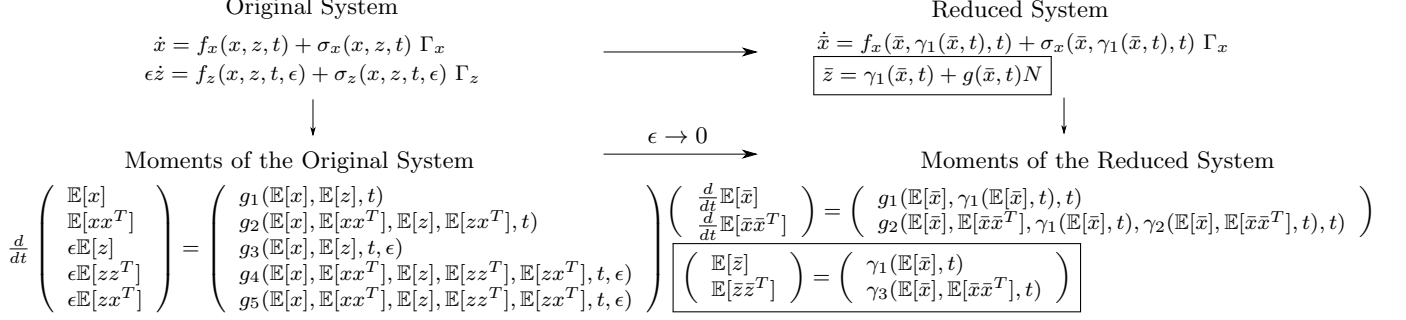 Original System
Reduced System
ẋ = f_x(x, z, t) + σ_x(x, z, t) Γ_x
ϵż = f_z(x, z, t, ϵ) + σ_z(x, z, t, ϵ) Γ_z
x̄̇ = f_x(x̄, γ_1(x̄, t), t) + σ_x(x̄, γ_1(x̄, t), t) Γ_x
z̄ = γ_1(x̄, t) + g(x̄, t)N
ϵ → 0
Moments of the Original System
Moments of the Reduced System
d/dt ( 𝔼[x] ) = ( g_1(𝔼[x], 𝔼[z], t) )
𝔼[xx^T] g_2(𝔼[x], 𝔼[xx^T], 𝔼[z], 𝔼[zx^T], t)
ϵ𝔼[z] g_3(𝔼[x], 𝔼[z], t, ϵ)
ϵ𝔼[zz^T] g_4(𝔼[x], 𝔼[xx^T], 𝔼[z], 𝔼[zz^T], 𝔼[zx^T], t, ϵ)
ϵ𝔼[zx^T] g_5(𝔼[x], 𝔼[xx^T], 𝔼[z], 𝔼[zz^T], 𝔼[zx^T], t, ϵ)
( d/dt 𝔼[x̄] ) = ( g_1(𝔼[x̄], γ_1(𝔼[x̄], t), t) )
d/dt 𝔼[x̄x̄^T] g_2(𝔼[x̄], 𝔼[x̄x̄^T], γ_1(𝔼[x̄], t), γ_2(𝔼[x̄], 𝔼[x̄x̄^T], t), t)
( 𝔼[z̄] ) = ( γ_1(𝔼[x̄], t) )
𝔼[z̄z̄^T] γ_3(𝔼[x̄], 𝔼[x̄x̄^T], t)